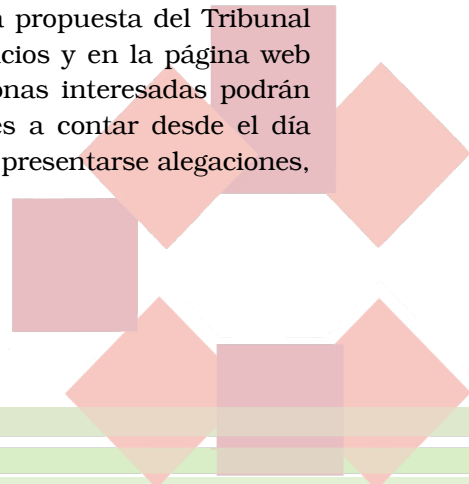 a propuesta del Tribunal
cios y en la página web
onas interesadas podrán
es a contar desde el día
presentarse alegaciones,